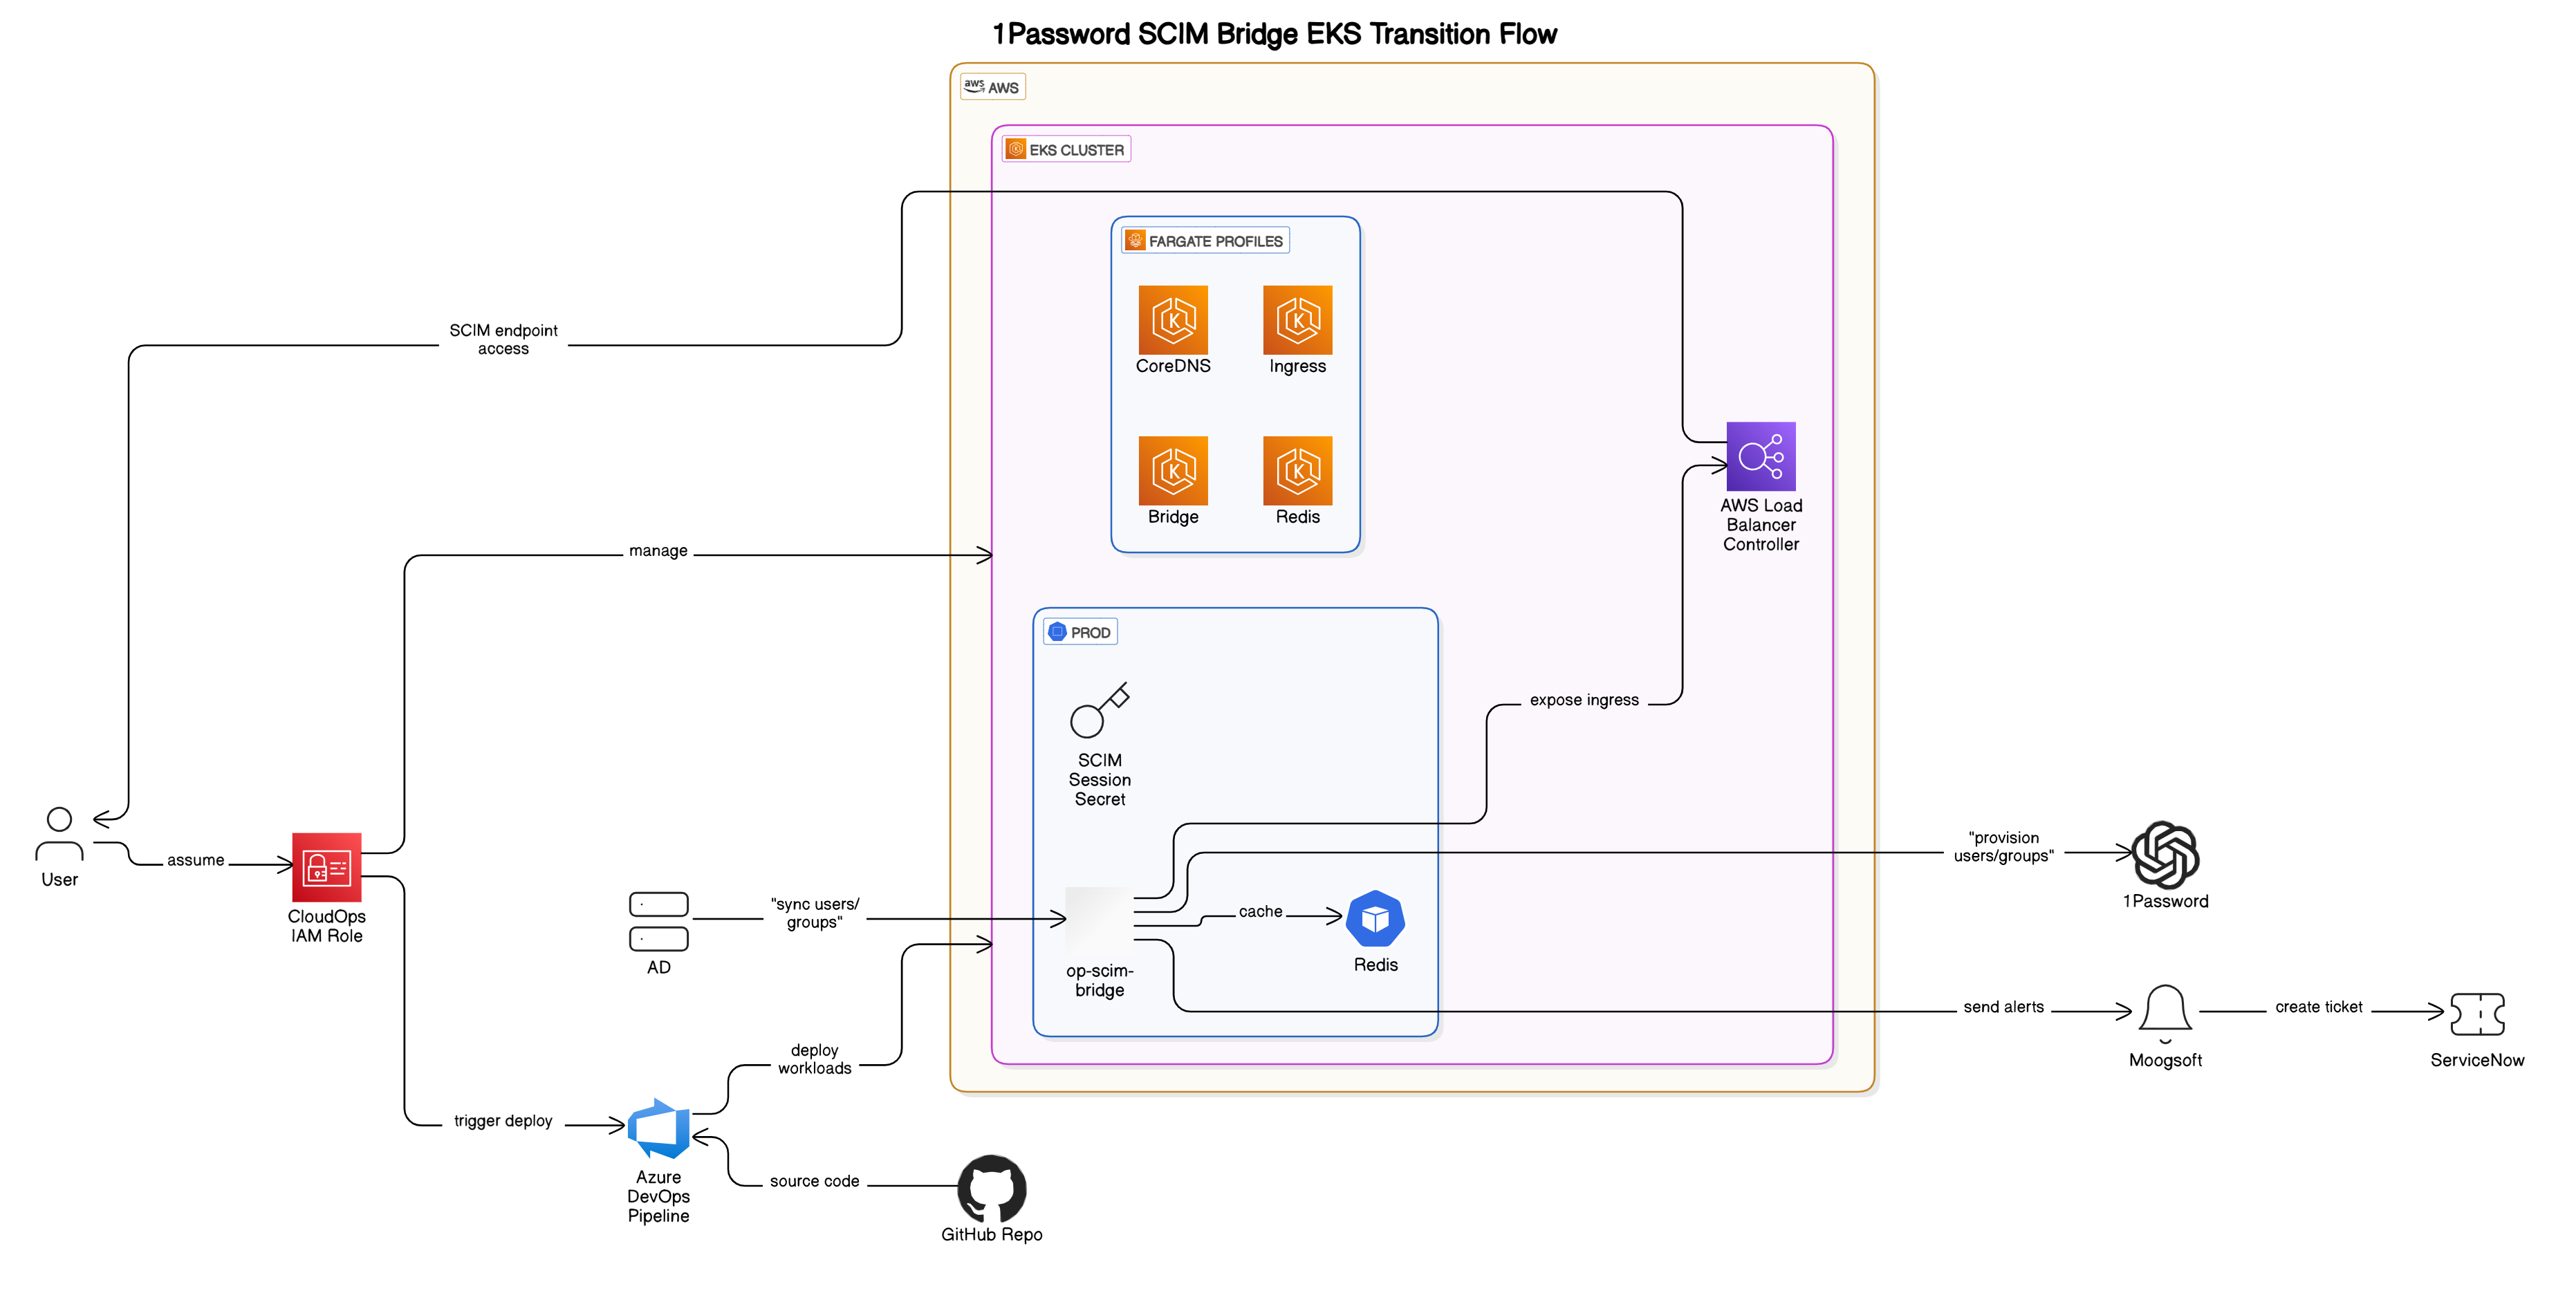 1Password SCIM Bridge EKS Transition Flow
aws AWS
EKS CLUSTER
FARGATE PROFILES
CoreDNS
Ingress
Bridge
Redis
SCIM endpoint
access
AWS Load
Balancer
Controller
manage
PROD
SCIM
Session
Secret
expose ingress
User
assume
CloudOps
IAM Role
"sync users/
groups"
AD
op-scim-
bridge
cache
Redis
"provision
users/groups"
1Password
send alerts
Moogsoft
create ticket
ServiceNow
deploy
workloads
trigger deploy
Azure
DevOps
Pipeline
source code
GitHub Repo